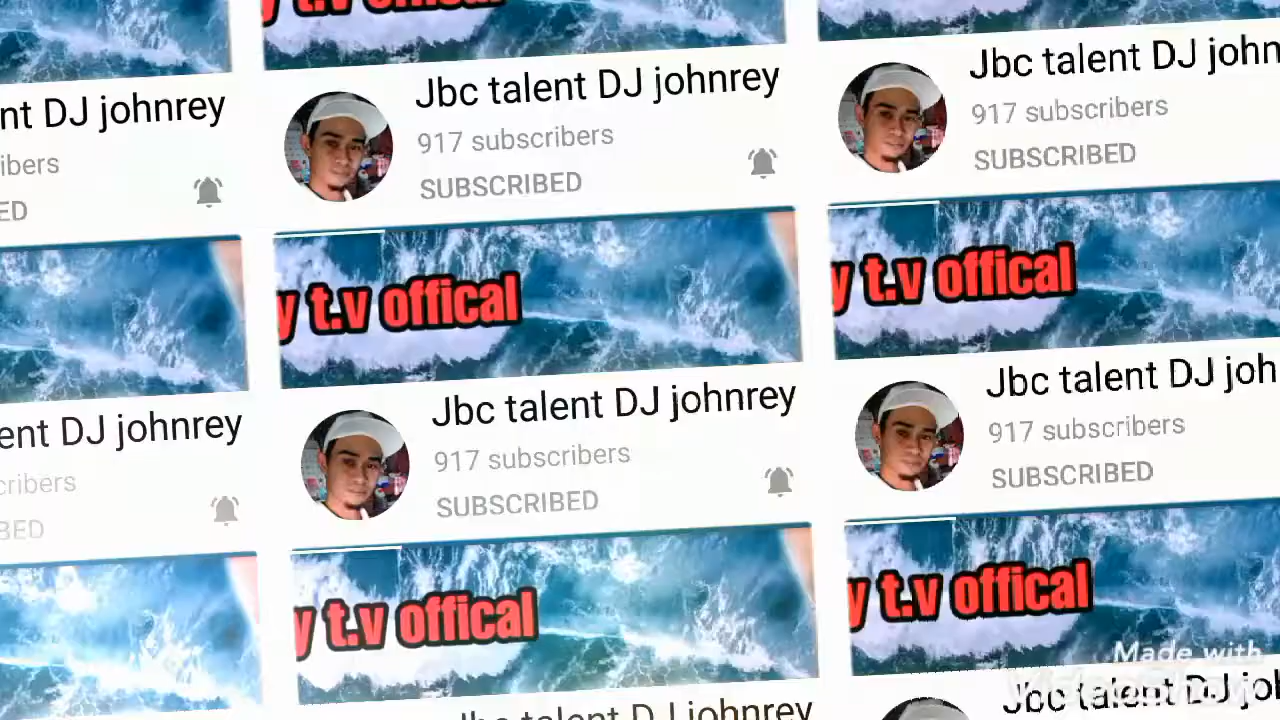 y t.v offical
nt DJ johnrey
ibers
ED
Jbc talent DJ johnrey
917 subscribers
SUBSCRIBED
Jbc talent DJ john
917 subscribers
SUBSCRIBED
y t.v offical
y t.v offical
ent DJ johnrey
cribers
BED
Jbc talent DJ johnrey
917 subscribers
SUBSCRIBED
Jbc talent DJ joh
917 subscribers
SUBSCRIBED
y t.v offical
y t.v offical
Made with
VideoShow
Jbc talent DJ johnrey
Jbc talent DJ joh